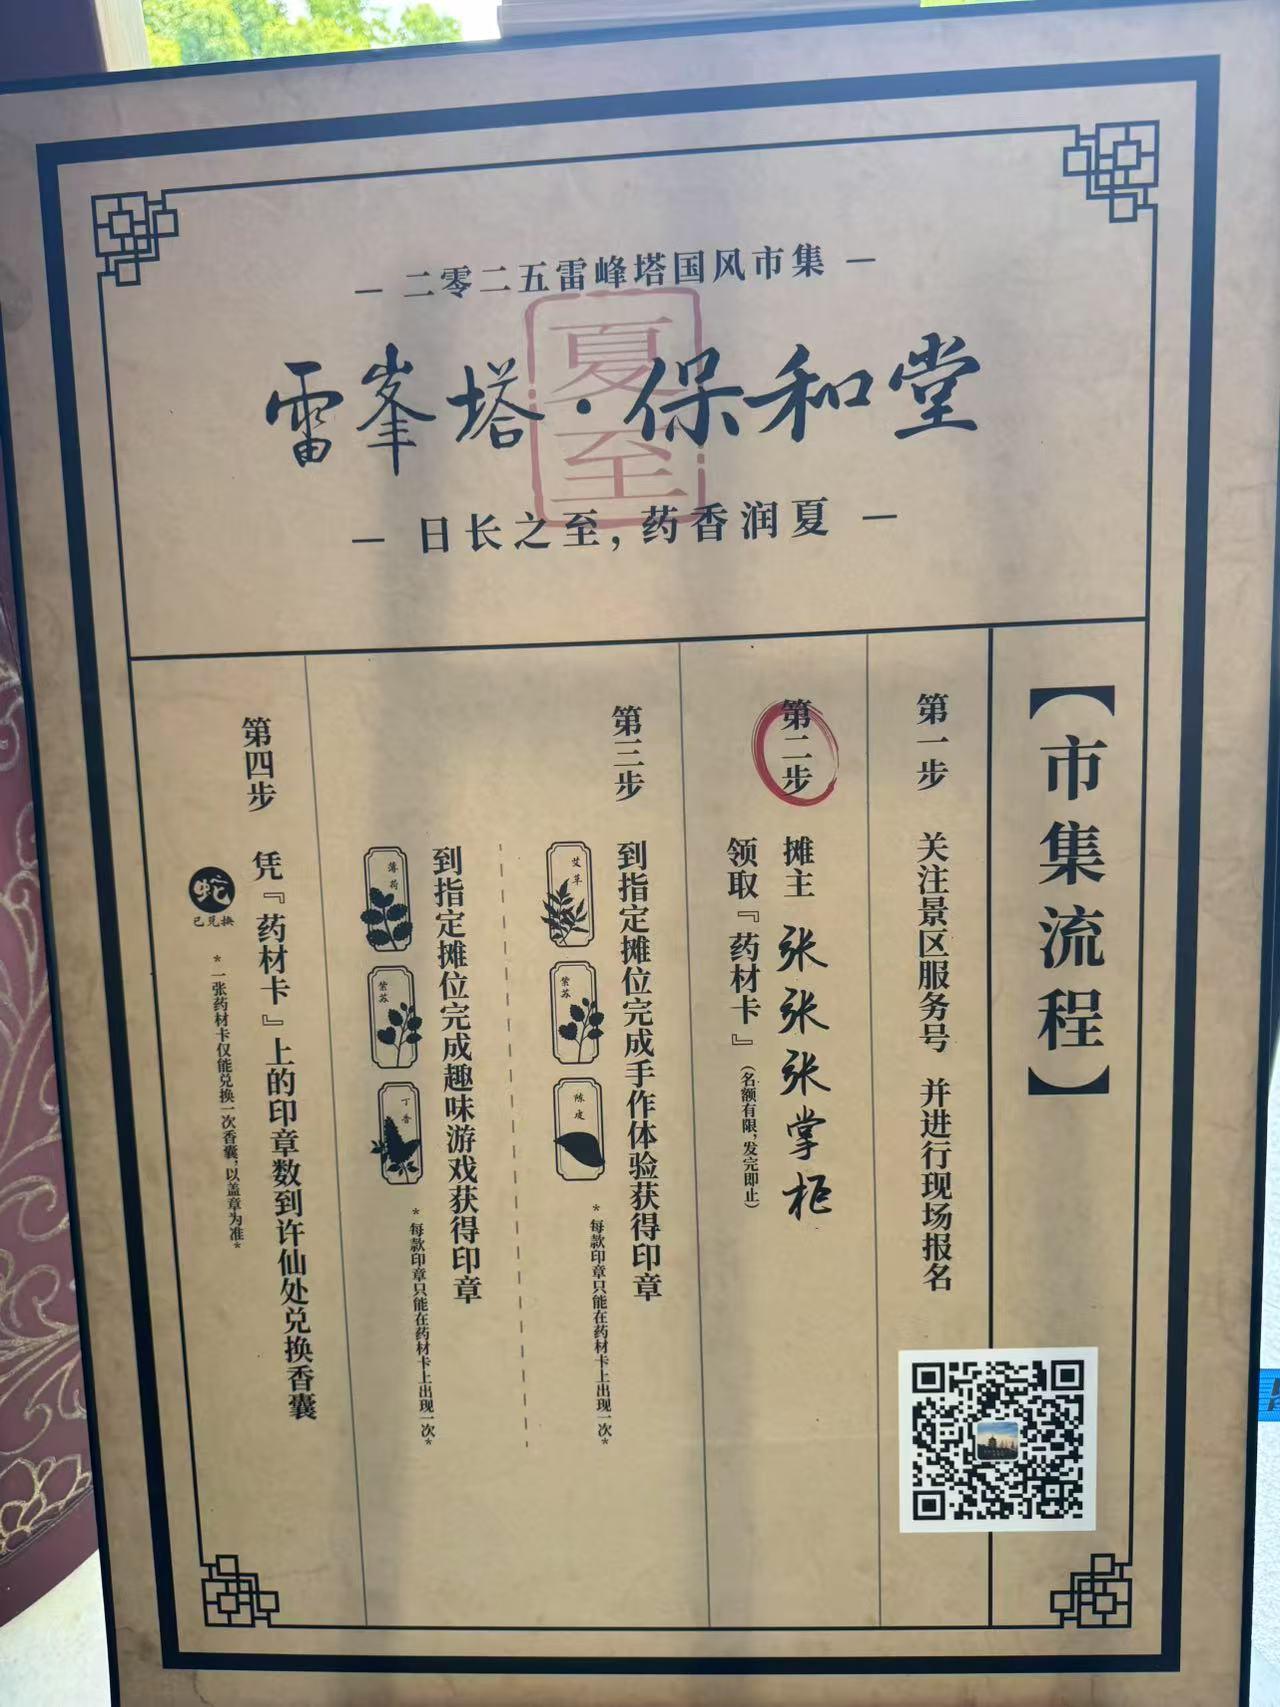 二零二五雷峰塔国风市集
夏至
雷峯塔·保和堂
日长之至，药香润夏
【市集流程】
第一步 关注景区服务号 并进行现场报名
第二步 摊主 张张张掌柜
领取『药材卡』(名额有限，发完即止)
第三步 到指定摊位完成手作体验获得印章
艾草
紫苏
陈皮
*每款印章只能在药材卡上出现一次*
到指定摊位完成趣味游戏获得印章
薄荷
紫苏
丁香
*每款印章只能在药材卡上出现一次*
第四步 凭『药材卡』上的印章数到许仙处兑换香囊
蛇
已兑换
*一张药材卡仅能兑换一次香囊，以盖章为准*